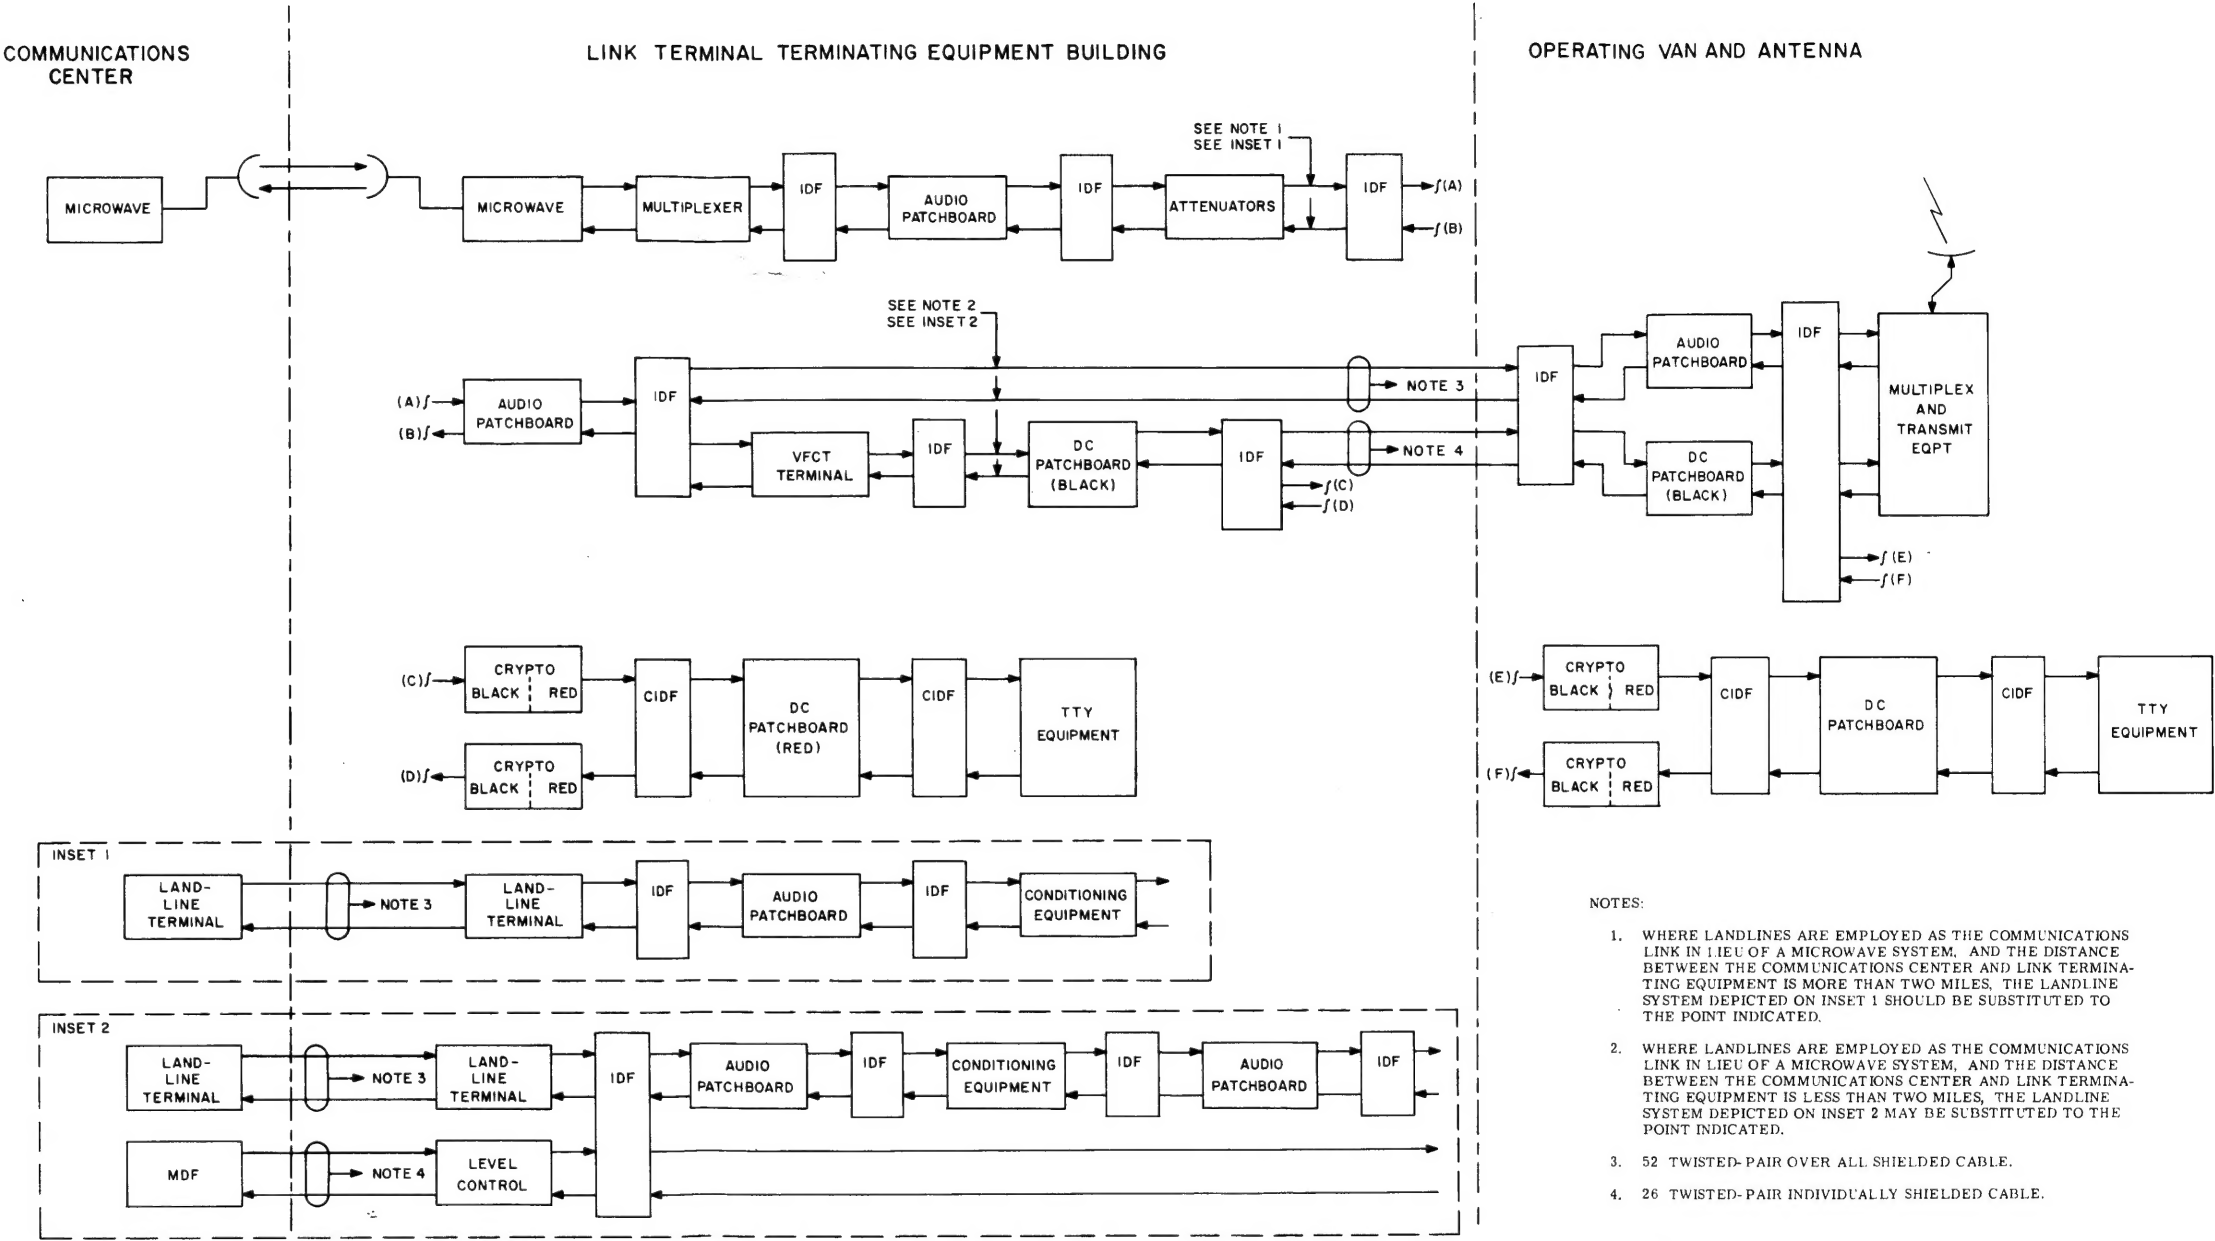 COMMUNICATIONS
CENTER
LINK TERMINAL TERMINATING EQUIPMENT BUILDING
OPERATING VAN AND ANTENNA
SEE NOTE 1
SEE INSET 1
MICROWAVE
MICROWAVE
MULTIPLEXER
IDF
AUDIO
PATCHBOARD
IDF
ATTENUATORS
IDF
∫(A)
∫(B)
SEE NOTE 2
SEE INSET 2
(A)∫
(B)∫
AUDIO
PATCHBOARD
IDF
VFCT
TERMINAL
IDF
DC
PATCHBOARD
(BLACK)
IDF
NOTE 3
NOTE 4
∫(C)
∫(D)
IDF
AUDIO
PATCHBOARD
DC
PATCHBOARD
(BLACK)
IDF
MULTIPLEX
AND
TRANSMIT
EQPT
∫(E)
∫(F)
(C)∫
CRYPTO
BLACK RED
(D)∫
CRYPTO
BLACK RED
CIDF
DC
PATCHBOARD
(RED)
CIDF
TTY
EQUIPMENT
(E)∫
CRYPTO
BLACK RED
(F)∫
CRYPTO
BLACK RED
CIDF
DC
PATCHBOARD
CIDF
TTY
EQUIPMENT
INSET 1
LAND-
LINE
TERMINAL
NOTE 3
LAND-
LINE
TERMINAL
IDF
AUDIO
PATCHBOARD
IDF
CONDITIONING
EQUIPMENT
INSET 2
LAND-
LINE
TERMINAL
NOTE 3
LAND-
LINE
TERMINAL
IDF
AUDIO
PATCHBOARD
IDF
CONDITIONING
EQUIPMENT
IDF
AUDIO
PATCHBOARD
IDF
MDF
NOTE 4
LEVEL
CONTROL
NOTES:
1. WHERE LANDLINES ARE EMPLOYED AS THE COMMUNICATIONS
LINK IN LIEU OF A MICROWAVE SYSTEM, AND THE DISTANCE
BETWEEN THE COMMUNICATIONS CENTER AND LINK TERMINA-
TING EQUIPMENT IS MORE THAN TWO MILES, THE LANDLINE
SYSTEM DEPICTED ON INSET 1 SHOULD BE SUBSTITUTED TO
THE POINT INDICATED.
2. WHERE LANDLINES ARE EMPLOYED AS THE COMMUNICATIONS
LINK IN LIEU OF A MICROWAVE SYSTEM, AND THE DISTANCE
BETWEEN THE COMMUNICATIONS CENTER AND LINK TERMINA-
TING EQUIPMENT IS LESS THAN TWO MILES, THE LANDLINE
SYSTEM DEPICTED ON INSET 2 MAY BE SUBSTITUTED TO THE
POINT INDICATED.
3. 52 TWISTED-PAIR OVER ALL SHIELDED CABLE.
4. 26 TWISTED-PAIR INDIVIDUALLY SHIELDED CABLE.